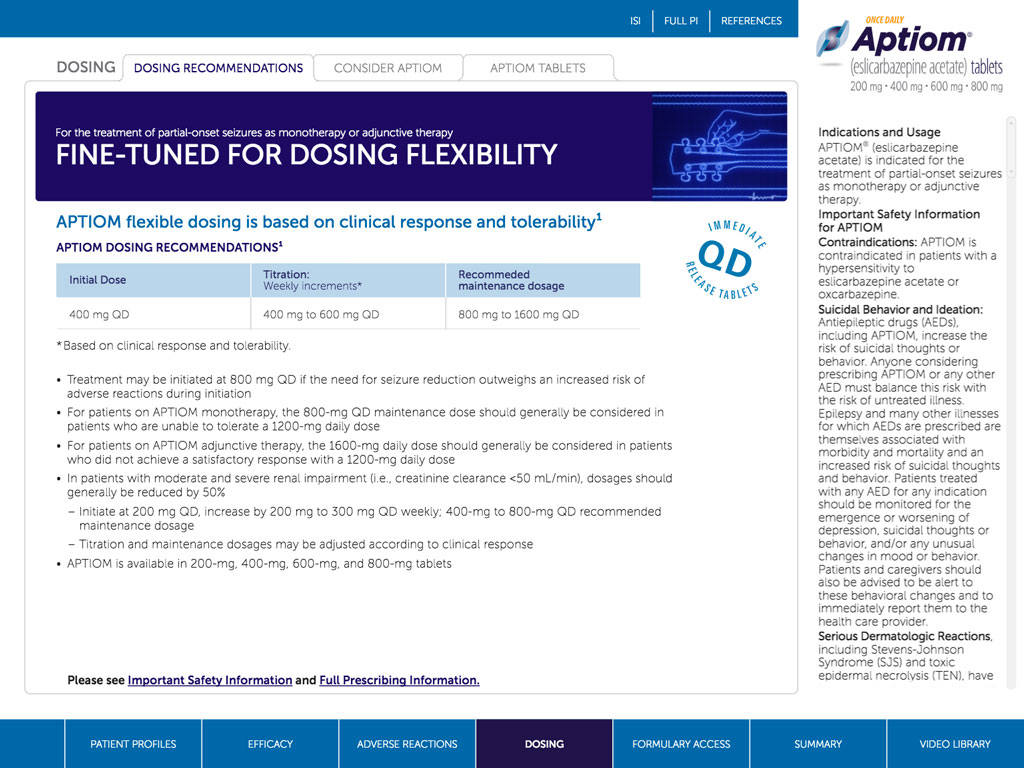 ISI
FULL PI
REFERENCES
DOSING
DOSING RECOMMENDATIONS
CONSIDER APTIOM
APTIOM TABLETS
For the treatment of partial-onset seizures as monotherapy or adjunctive therapy
FINE-TUNED FOR DOSING FLEXIBILITY
APTIOM flexible dosing is based on clinical response and tolerability¹
APTIOM DOSING RECOMMENDATIONS¹
IMMEDIATE
QD
RELEASE TABLETS
Initial Dose
Titration:
Weekly increments*
Recommeded
maintenance dosage
400 mg QD
400 mg to 600 mg QD
800 mg to 1600 mg QD
*Based on clinical response and tolerability.
• Treatment may be initiated at 800 mg QD if the need for seizure reduction outweighs an increased risk of
adverse reactions during initiation
• For patients on APTIOM monotherapy, the 800-mg QD maintenance dose should generally be considered in
patients who are unable to tolerate a 1200-mg daily dose
• For patients on APTIOM adjunctive therapy, the 1600-mg daily dose should generally be considered in patients
who did not achieve a satisfactory response with a 1200-mg daily dose
• In patients with moderate and severe renal impairment (i.e., creatinine clearance <50 mL/min), dosages should
generally be reduced by 50%
– Initiate at 200 mg QD, increase by 200 mg to 300 mg QD weekly; 400-mg to 800-mg QD recommended
maintenance dosage
– Titration and maintenance dosages may be adjusted according to clinical response
• APTIOM is available in 200-mg, 400-mg, 600-mg, and 800-mg tablets
Please see Important Safety Information and Full Prescribing Information.
ONCE DAILY
Aptiom®
(eslicarbazepine acetate) tablets
200 mg • 400 mg • 600 mg • 800 mg
Indications and Usage
APTIOM® (eslicarbazepine
acetate) is indicated for the
treatment of partial-onset seizures
as monotherapy or adjunctive
therapy.
Important Safety Information
for APTIOM
Contraindications: APTIOM is
contraindicated in patients with a
hypersensitivity to
eslicarbazepine acetate or
oxcarbazepine.
Suicidal Behavior and Ideation:
Antiepileptic drugs (AEDs),
including APTIOM, increase the
risk of suicidal thoughts or
behavior. Anyone considering
prescribing APTIOM or any other
AED must balance this risk with
the risk of untreated illness.
Epilepsy and many other illnesses
for which AEDs are prescribed are
themselves associated with
morbidity and mortality and an
increased risk of suicidal thoughts
and behavior. Patients treated
with any AED for any indication
should be monitored for the
emergence or worsening of
depression, suicidal thoughts or
behavior, and/or any unusual
changes in mood or behavior.
Patients and caregivers should
also be advised to be alert to
these behavioral changes and to
immediately report them to the
health care provider.
Serious Dermatologic Reactions,
including Stevens-Johnson
Syndrome (SJS) and toxic
epidermal necrolysis (TEN), have
PATIENT PROFILES
EFFICACY
ADVERSE REACTIONS
DOSING
FORMULARY ACCESS
SUMMARY
VIDEO LIBRARY